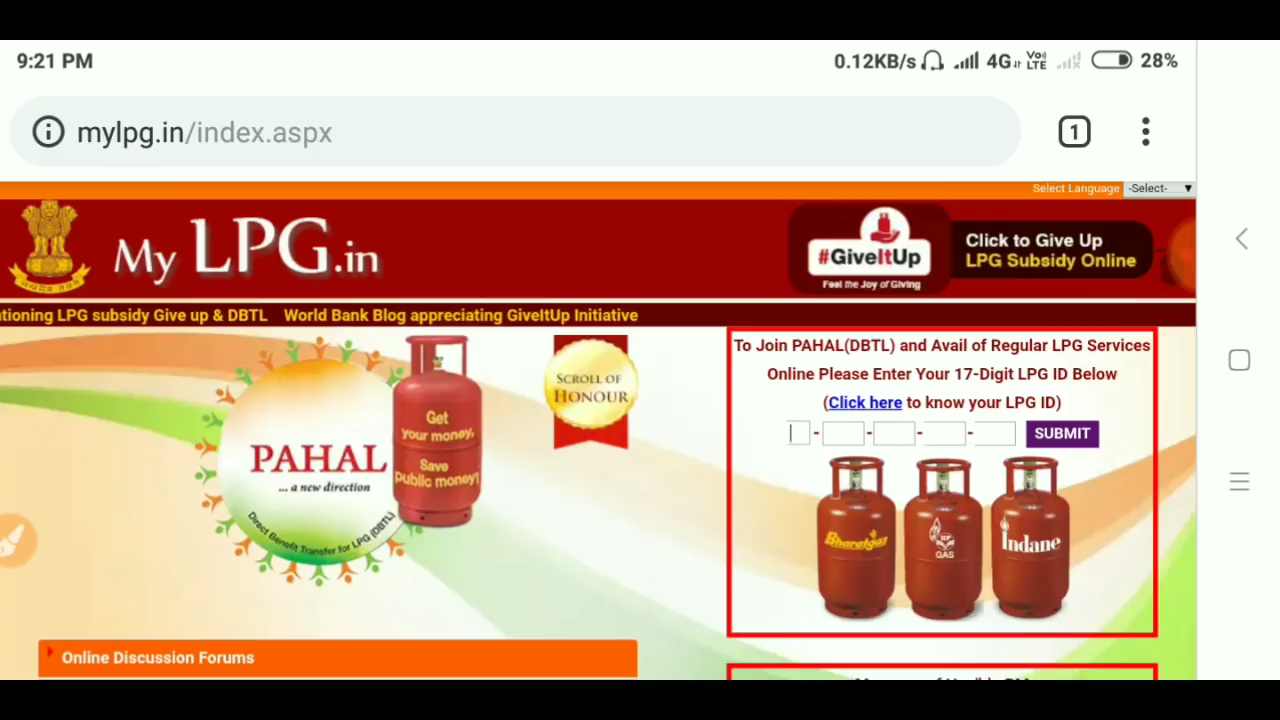 9:21 PM
0.12KB/s 4G Vo) LTE 28%
mylpg.in/index.aspx
1
Select Language -Select-
My LPG.in
#GiveItUp
Feel the Joy of Giving
Click to Give Up
LPG Subsidy Online
LPG subsidy Give up & DBTL World Bank Blog appreciating GiveItUp Initiative
PAHAL
... a new direction
Direct Benefit Transfer for LPG (DBTL)
Get
your money,
Save
public money!
SCROLL OF
HONOUR
To Join PAHAL(DBTL) and Avail of Regular LPG Services
Online Please Enter Your 17-Digit LPG ID Below
(Click here to know your LPG ID)
- - - - SUBMIT
Bharatgas
HP
GAS
Indane
Online Discussion Forums